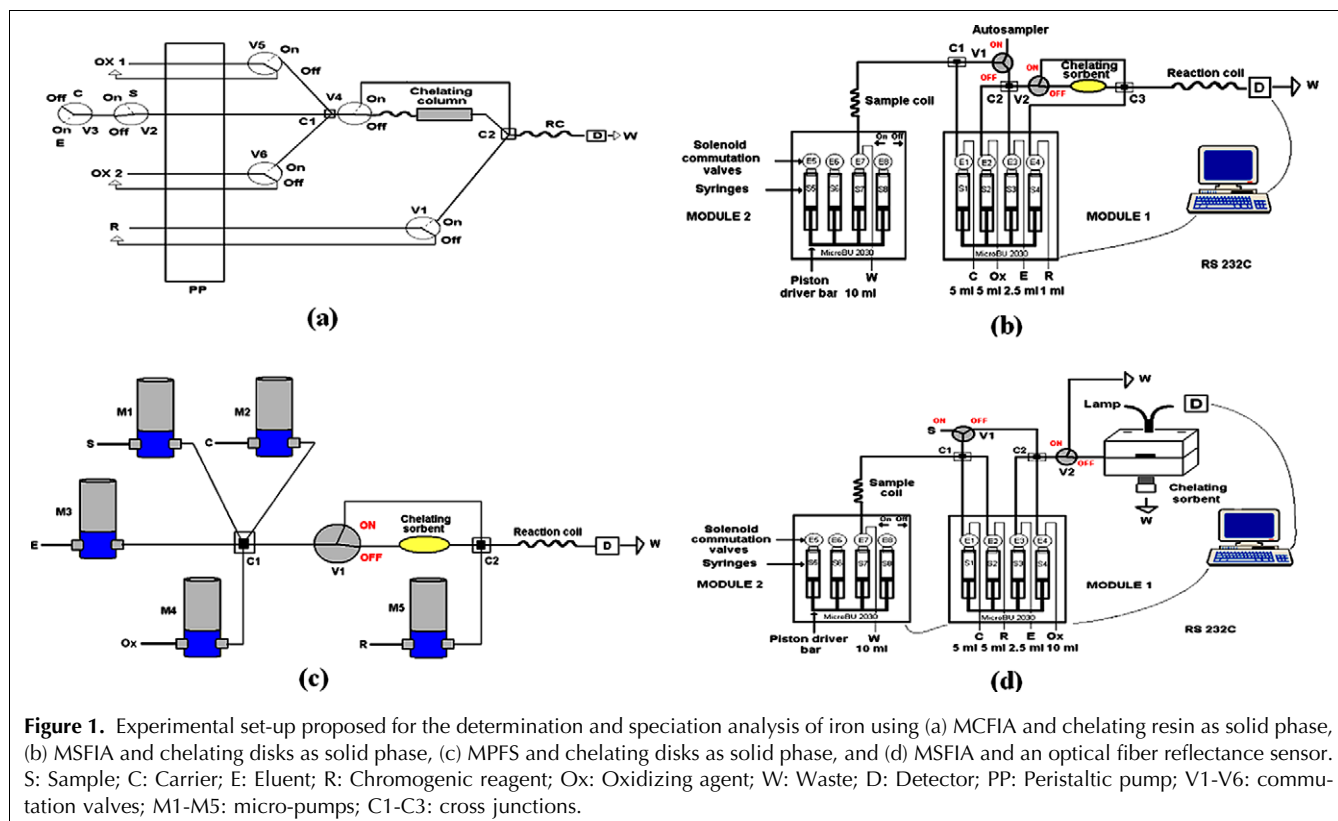 OX 1
V5
On
Off
Off
C
On
S
On
V3
Off
V2
E
C1
V4
On
Off
Chelating
column
C2
RC
D
W
OX 2
V6
On
Off
R
V1
On
Off
PP
(a)
Autosampler
C1
V1
ON
OFF
ON
Chelating
sorbent
C2
V2
OFF
C3
Reaction coil
D
W
Sample coil
On Off
Solenoid
commutation
valves
E5
E6
E7
E8
E1
E2
E3
E4
Syringes
S5
S6
S7
S8
S1
S2
S3
S4
MODULE 2
MODULE 1
MicroBU 2030
MicroBU 2030
Piston
driver bar
W
10 ml
C
Ox
E
R
5 ml 5 ml 2.5 ml 1 ml
RS 232C
(b)
M1
M2
S
C
M3
E
C1
ON
OFF
V1
Chelating
sorbent
C2
Reaction coil
D
W
M4
Ox
M5
R
(c)
W
Lamp
D
ON
OFF
S
V1
C1
C2
ON
OFF
V2
Chelating
sorbent
W
Sample
coil
On Off
Solenoid
commutation
valves
E5
E6
E7
E8
E1
E2
E3
E4
Syringes
S6
S7
S8
S1
S2
S3
S4
MODULE 2
MODULE 1
MicroBU 2030
MicroBU 2030
Piston driver
bar
W
10 ml
C
R
E
Ox
5 ml 5 ml 2.5 ml 10 ml
RS 232C
(d)
Figure 1. Experimental set-up proposed for the determination and speciation analysis of iron using (a) MCFIA and chelating resin as solid phase,
(b) MSFIA and chelating disks as solid phase, (c) MPFS and chelating disks as solid phase, and (d) MSFIA and an optical fiber reflectance sensor.
S: Sample; C: Carrier; E: Eluent; R: Chromogenic reagent; Ox: Oxidizing agent; W: Waste; D: Detector; PP: Peristaltic pump; V1-V6: commu-
tation valves; M1-M5: micro-pumps; C1-C3: cross junctions.